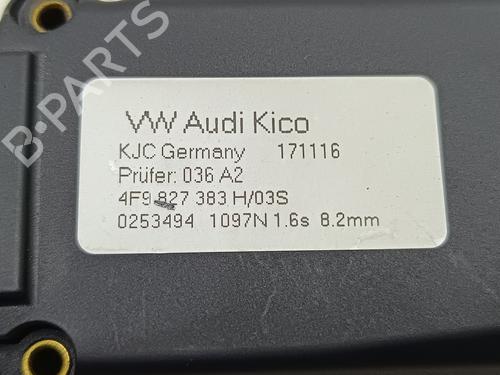 B-PARTS
VW Audi Kico
KJC Germany 171116
Prüfer: 036 A2
4F9 827 383 H/03S
0253494 1097N 1.6s 8.2mm